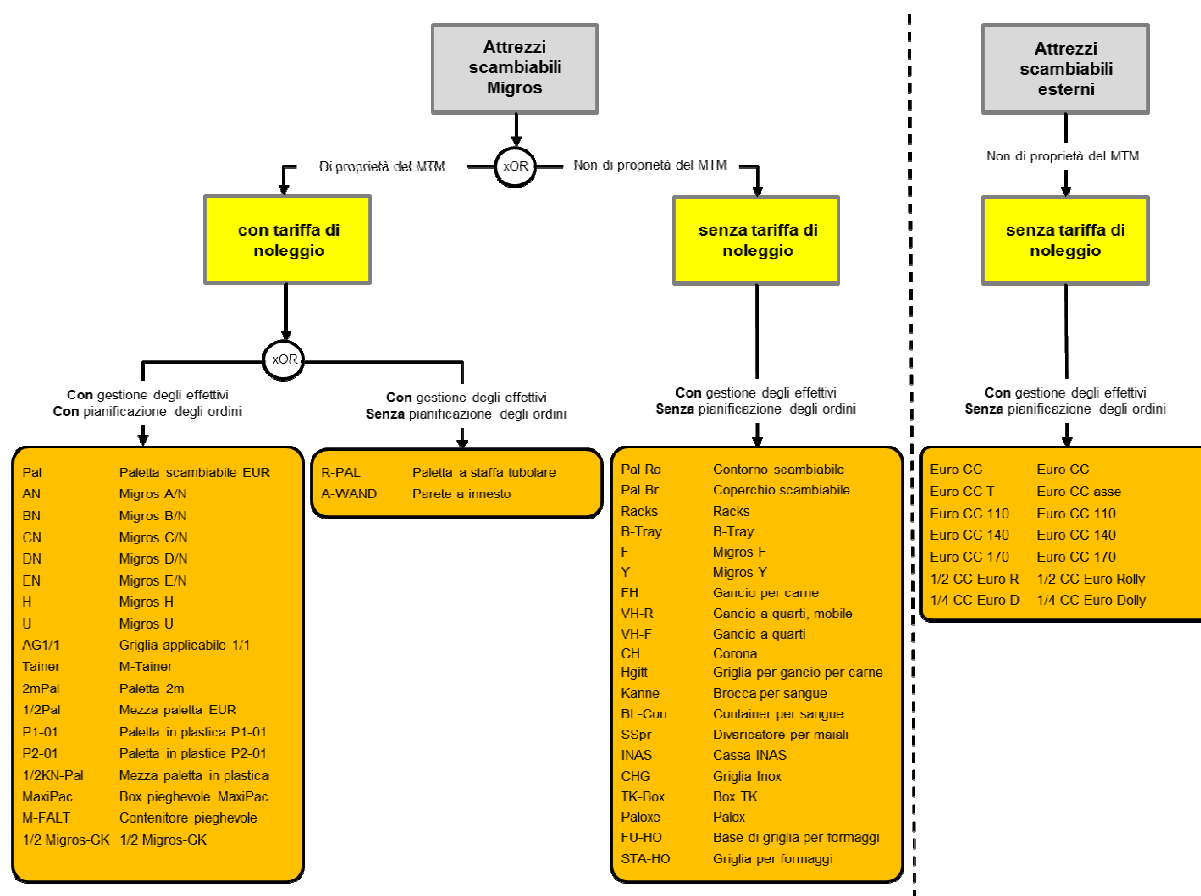 Attrezzi
scambiabili
Migros
Attrezzi
scambiabili
esterni
Di proprietà del MTM
xOR
Non di proprietà del MTM
Non di proprietà del MTM
con tariffa di
noleggio
senza tariffa di
noleggio
senza tariffa di
noleggio
xOR
Con gestione degli effettivi
Con pianificazione degli ordini
Con gestione degli effettivi
Senza pianificazione degli ordini
Con gestione degli effettivi
Senza pianificazione degli ordini
Con gestione degli effettivi
Senza pianificazione degli ordini
Pal Paletta scambiabile EUR
AN Migros A/N
BN Migros B/N
CN Migros C/N
DN Migros D/N
EN Migros E/N
H Migros H
U Migros U
AG1/1 Griglia applicabile 1/1
Tainer M-Tainer
2mPal Paletta 2m
1/2Pal Mezza paletta EUR
P1-01 Paletta in plastica P1-01
P2-01 Paletta in plastice P2-01
1/2KN-Pal Mezza paletta in plastica
MaxiPac Box pieghevole MaxiPac
M-FALT Contenitore pieghevole
1/2 Migros-GK 1/2 Migros-GK
R-PAL Paletta a staffa tubolare
A-WAND Parete a innesto
Pal Ra Contorno scambiabile
Pal Br Coperchio scambiabile
Racks Racks
B-Tray B-Tray
F Migros F
Y Migros Y
FH Gancio per carne
VH-R Gancio a quarti, mobile
VH-F Gancio a quarti
CH Corona
Hgitt Griglia per gancio per carne
Kanne Brocca per sangue
BL-Con Container per sangue
SSpr Divaricatore per maiali
INAS Cassa INAS
CHG Griglia Inox
TK-Box Box TK
Paloxe Palox
FU-HO Base di griglia per formaggi
STA-HO Griglia per formaggi
Euro CC Euro CC
Euro CC T Euro CC asse
Euro CC 110 Euro CC 110
Euro CC 140 Euro CC 140
Euro CC 170 Euro CC 170
1/2 CC Euro R 1/2 CC Euro Rolly
1/4 CC Euro D 1/4 CC Euro Dolly